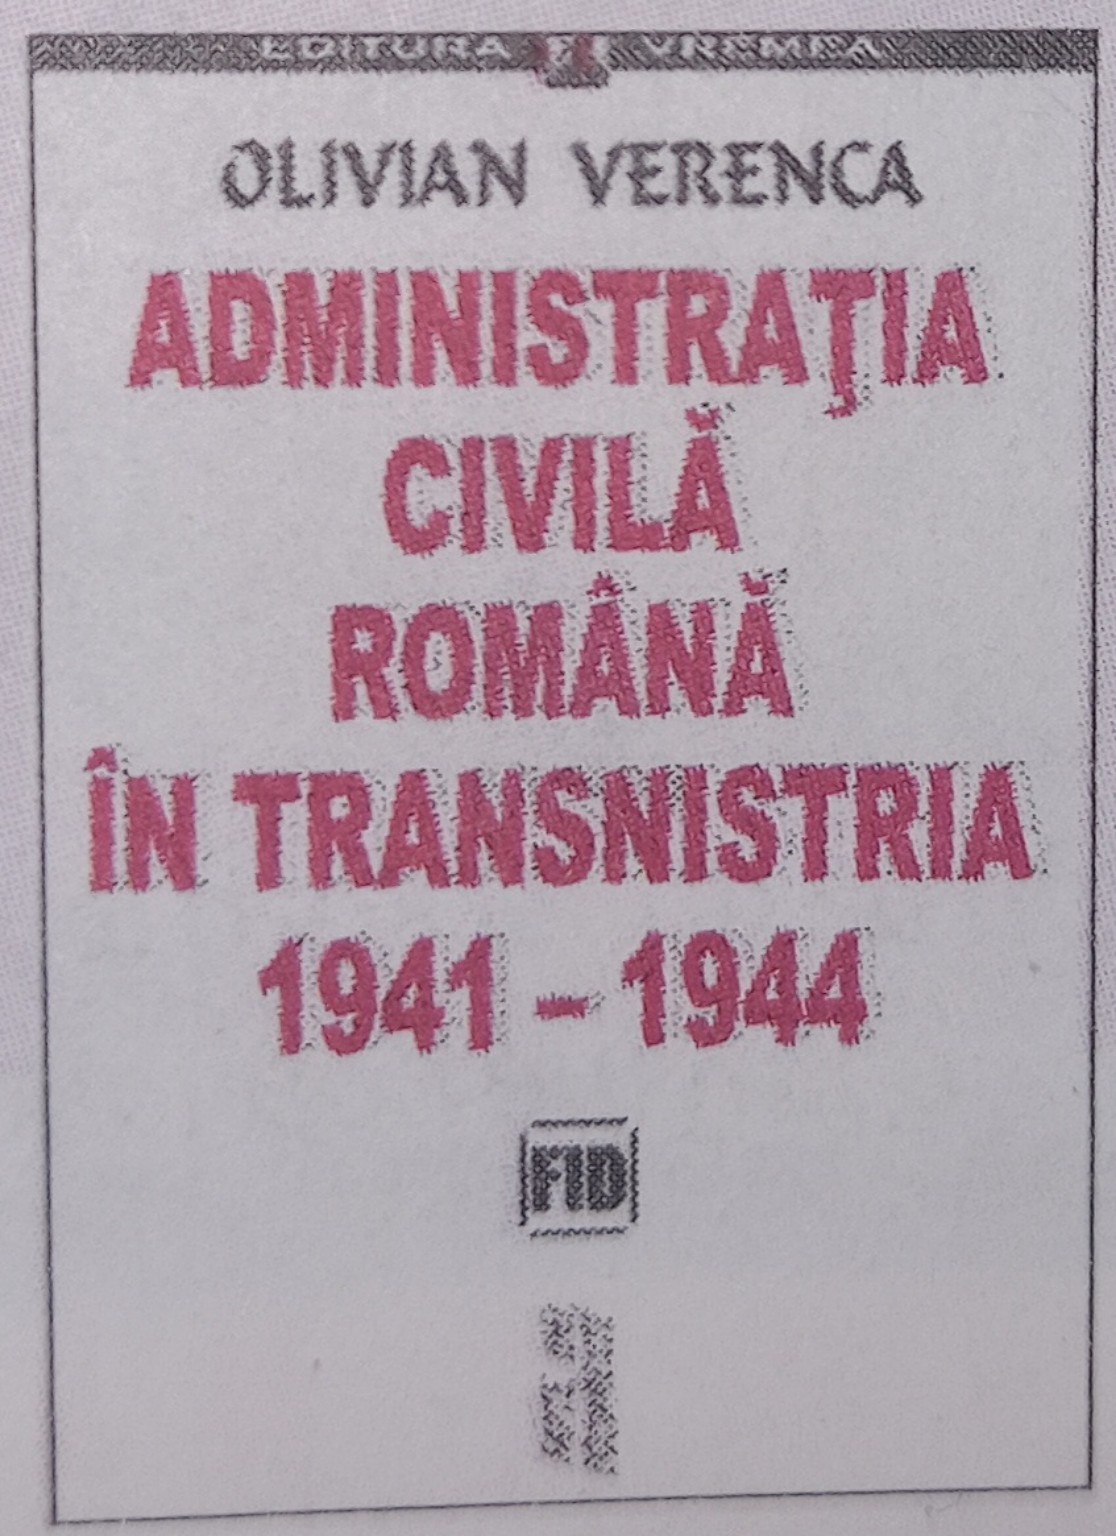 EDITURA VREMEA
OLIVIAN VERENCA
ADMINISTRAŢIA
CIVILĂ
ROMÂNĂ
ÎN TRANSNISTRIA
1941 – 1944
FID